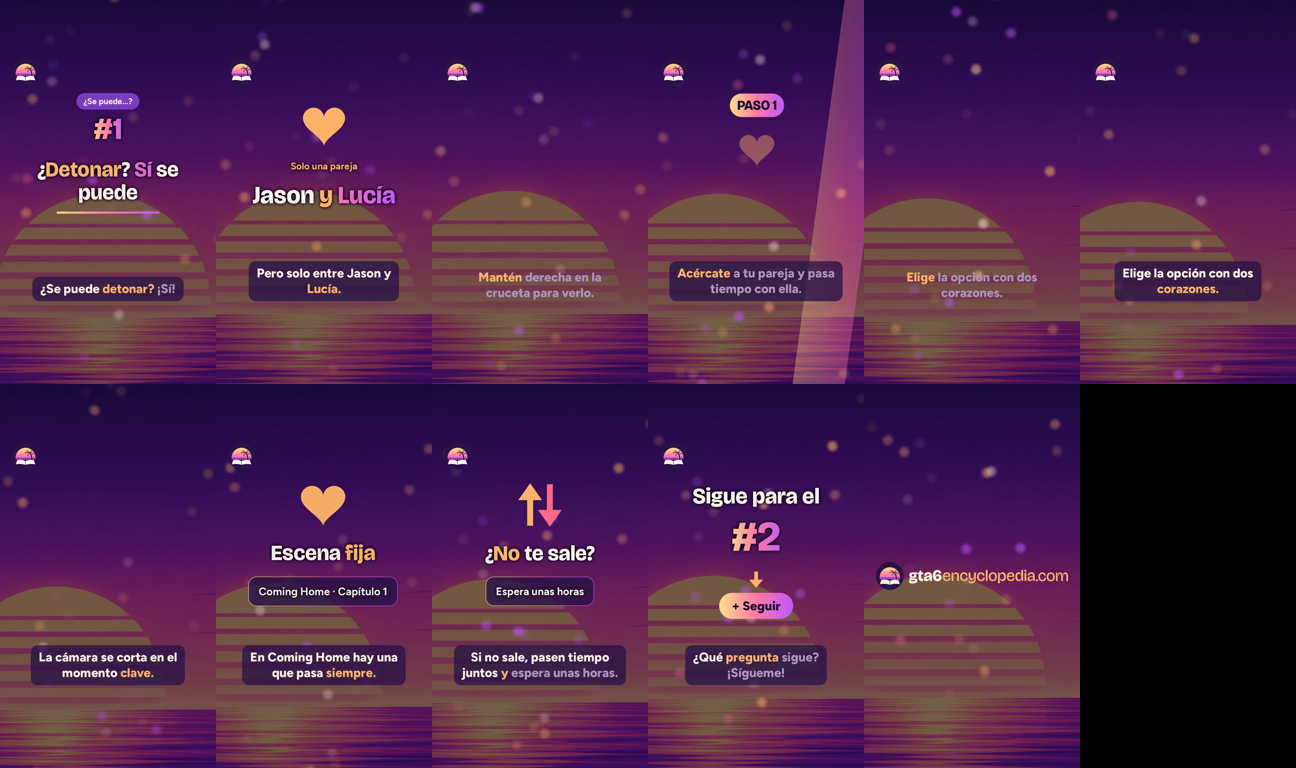 ¿Se puede...?
#1
¿Detonar? Sí se
puede
¿Se puede detonar? ¡Sí!
Solo una pareja
Jason y Lucía
Pero solo entre Jason y
Lucía.
Mantén derecha en la
cruceta para verlo.
PASO 1
Acércate a tu pareja y pasa
tiempo con ella.
Elige la opción con dos
corazones.
Elige la opción con dos
corazones.
La cámara se corta en el
momento clave.
Escena fija
Coming Home · Capítulo 1
En Coming Home hay una
que pasa siempre.
¿No te sale?
Espera unas horas
Si no sale, pasen tiempo
juntos y espera unas horas.
Sigue para el
#2
+ Seguir
¿Qué pregunta sigue?
¡Sígueme!
gta6encyclopedia.com